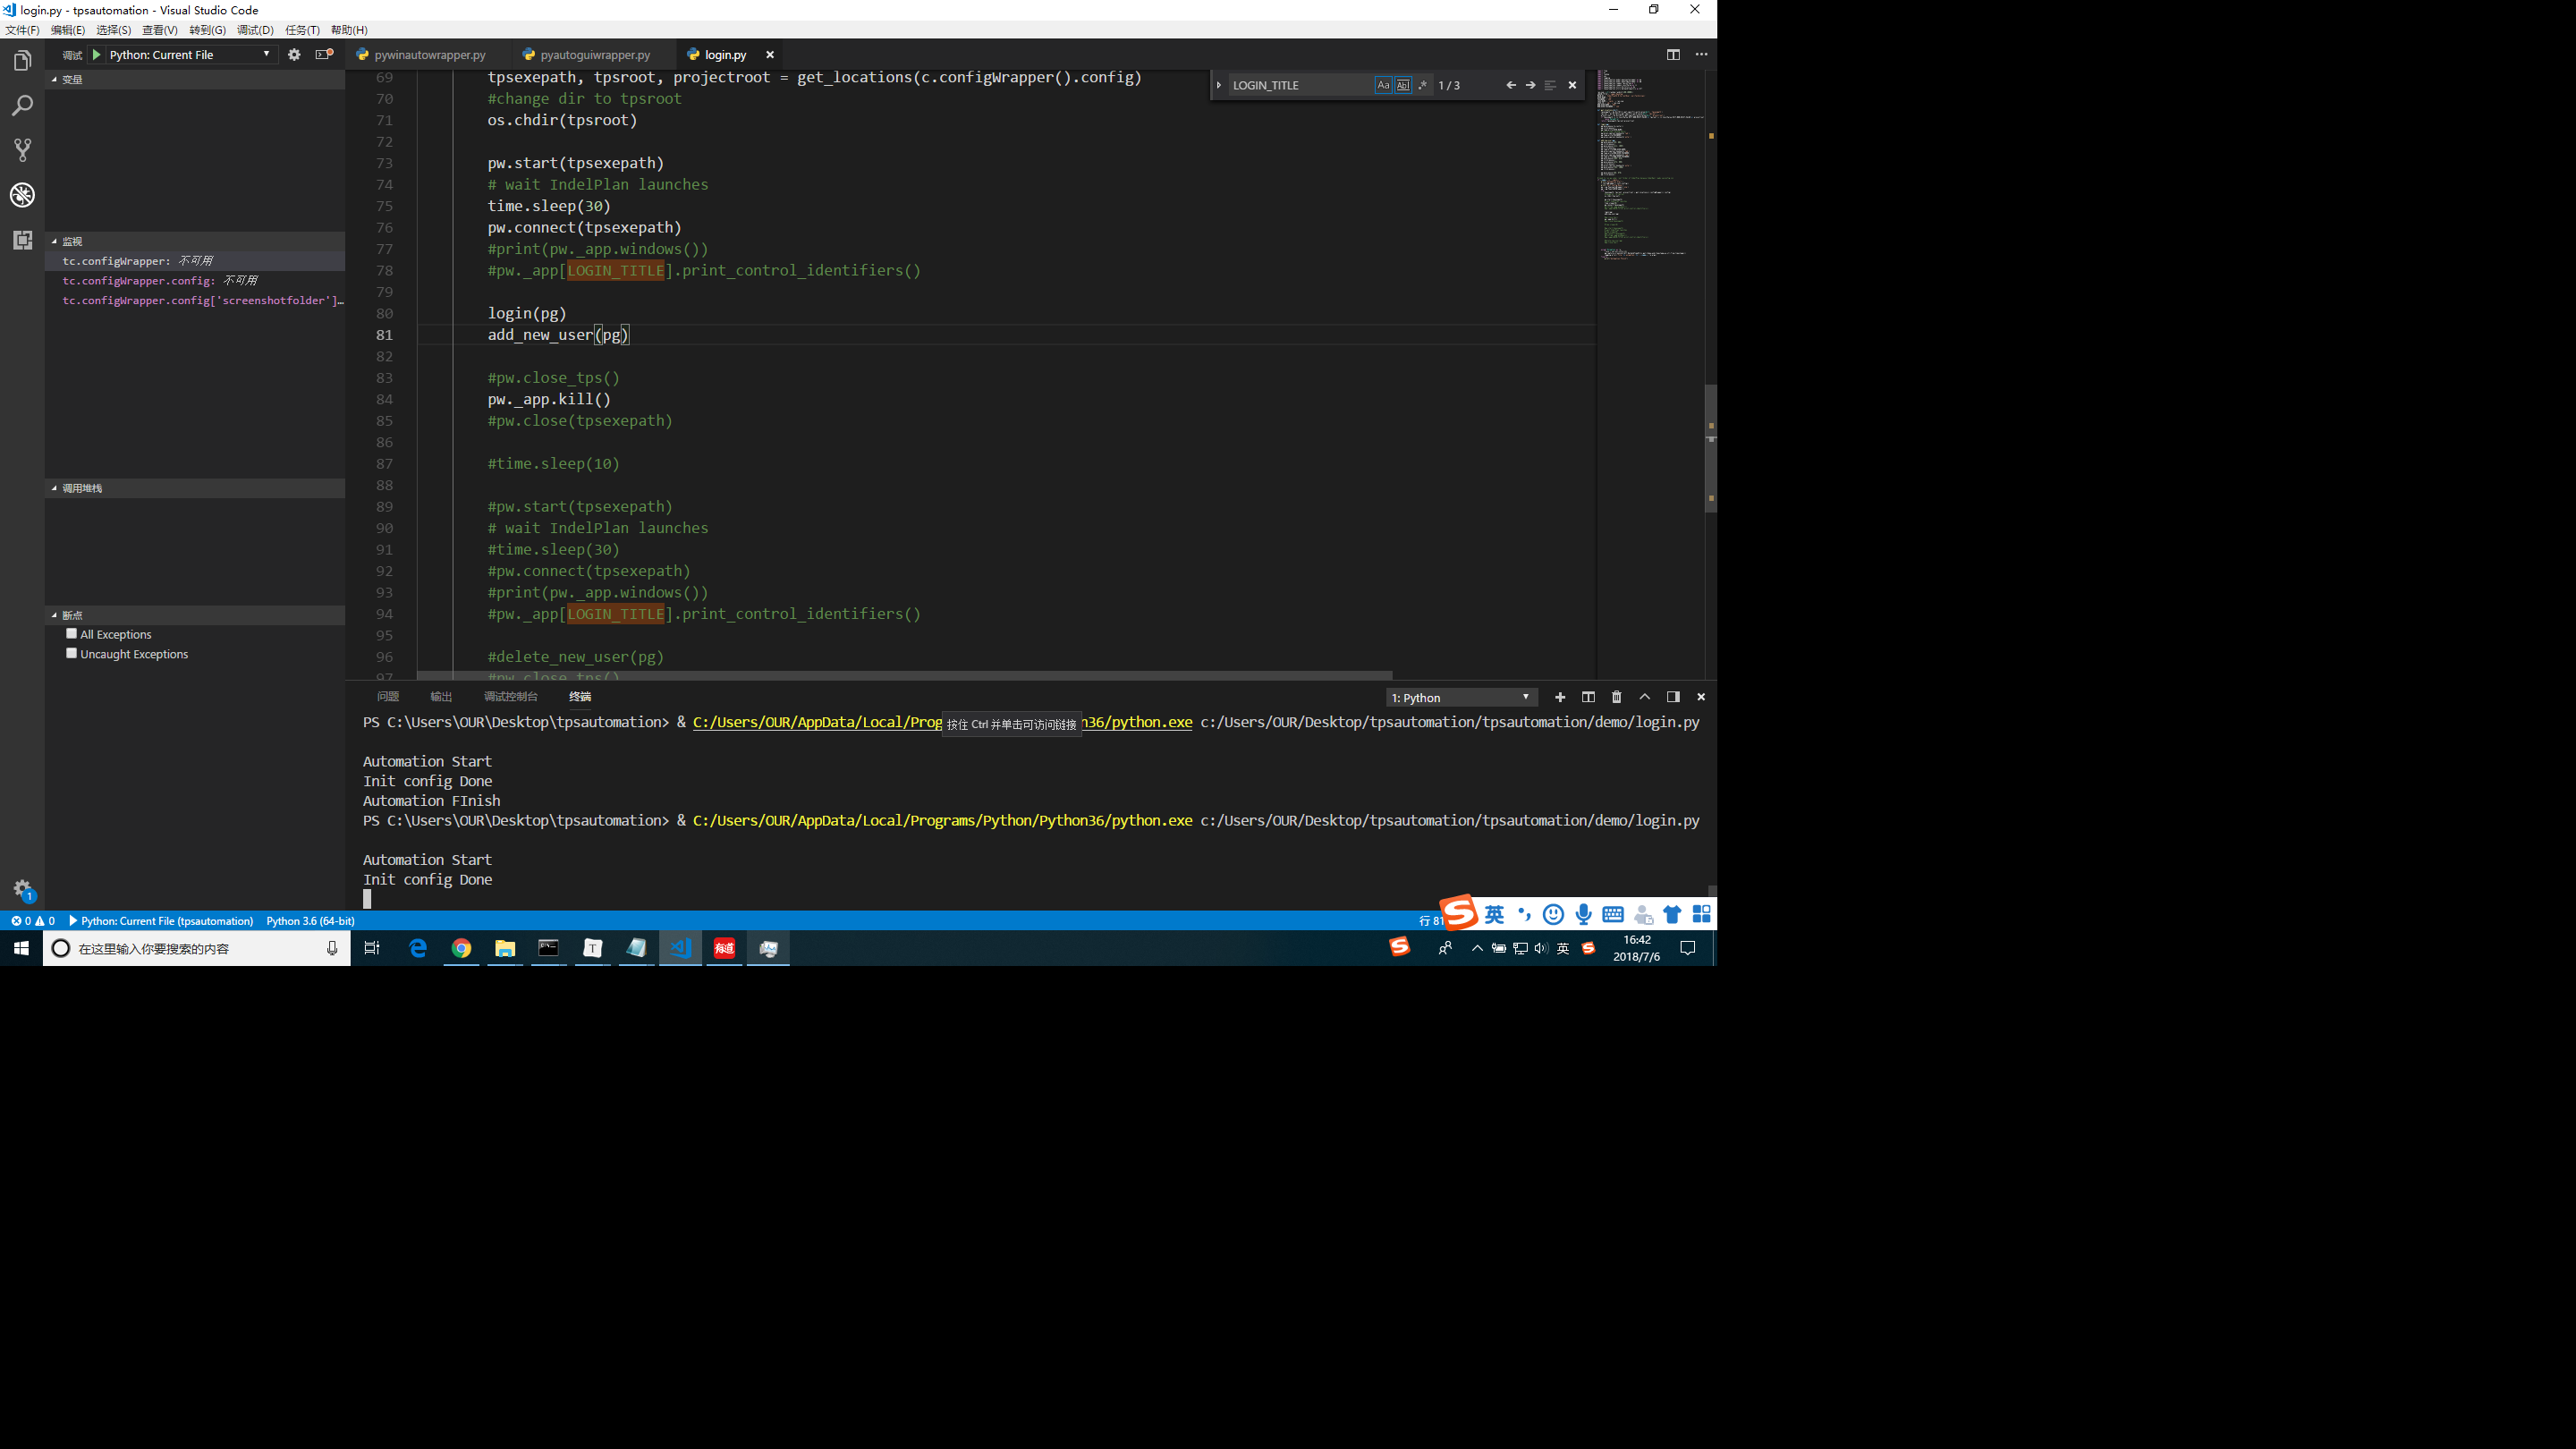 login.py - tpsautomation - Visual Studio Code
文件(F) 编辑(E) 选择(S) 查看(V) 转到(G) 调试(D) 任务(T) 帮助(H)
调试 Python: Current File
pywinautowrapper.py pyautoguiwrapper.py login.py
变量
监视
tc.configWrapper: 不可用
tc.configWrapper.config: 不可用
tc.configWrapper.config['screenshotfolder']…
调用堆栈
断点
All Exceptions
Uncaught Exceptions
LOGIN_TITLE Aa Abl .* 1 / 3
69 tpsexepath, tpsroot, projectroot = get_locations(c.configWrapper().config)
70 #change dir to tpsroot
71 os.chdir(tpsroot)
72
73 pw.start(tpsexepath)
74 # wait IndelPlan launches
75 time.sleep(30)
76 pw.connect(tpsexepath)
77 #print(pw._app.windows())
78 #pw._app[LOGIN_TITLE].print_control_identifiers()
79
80 login(pg)
81 add_new_user(pg)
82
83 #pw.close_tps()
84 pw._app.kill()
85 #pw.close(tpsexepath)
86
87 #time.sleep(10)
88
89 #pw.start(tpsexepath)
90 # wait IndelPlan launches
91 #time.sleep(30)
92 #pw.connect(tpsexepath)
93 #print(pw._app.windows())
94 #pw._app[LOGIN_TITLE].print_control_identifiers()
95
96 #delete_new_user(pg)
97 #pw.close_tps()
问题 输出 调试控制台 终端 1: Python
PS C:\Users\OUR\Desktop\tpsautomation> & C:/Users/OUR/AppData/Local/Prog 按住 Ctrl 并单击可访问链接 n36/python.exe c:/Users/OUR/Desktop/tpsautomation/tpsautomation/demo/login.py
Automation Start
Init config Done
Automation FInish
PS C:\Users\OUR\Desktop\tpsautomation> & C:/Users/OUR/AppData/Local/Programs/Python/Python36/python.exe c:/Users/OUR/Desktop/tpsautomation/tpsautomation/demo/login.py
Automation Start
Init config Done
1
0 0 Python: Current File (tpsautomation) Python 3.6 (64-bit) 行 81
英
在这里输入你要搜索的内容
T 有道
英
16:42
2018/7/6